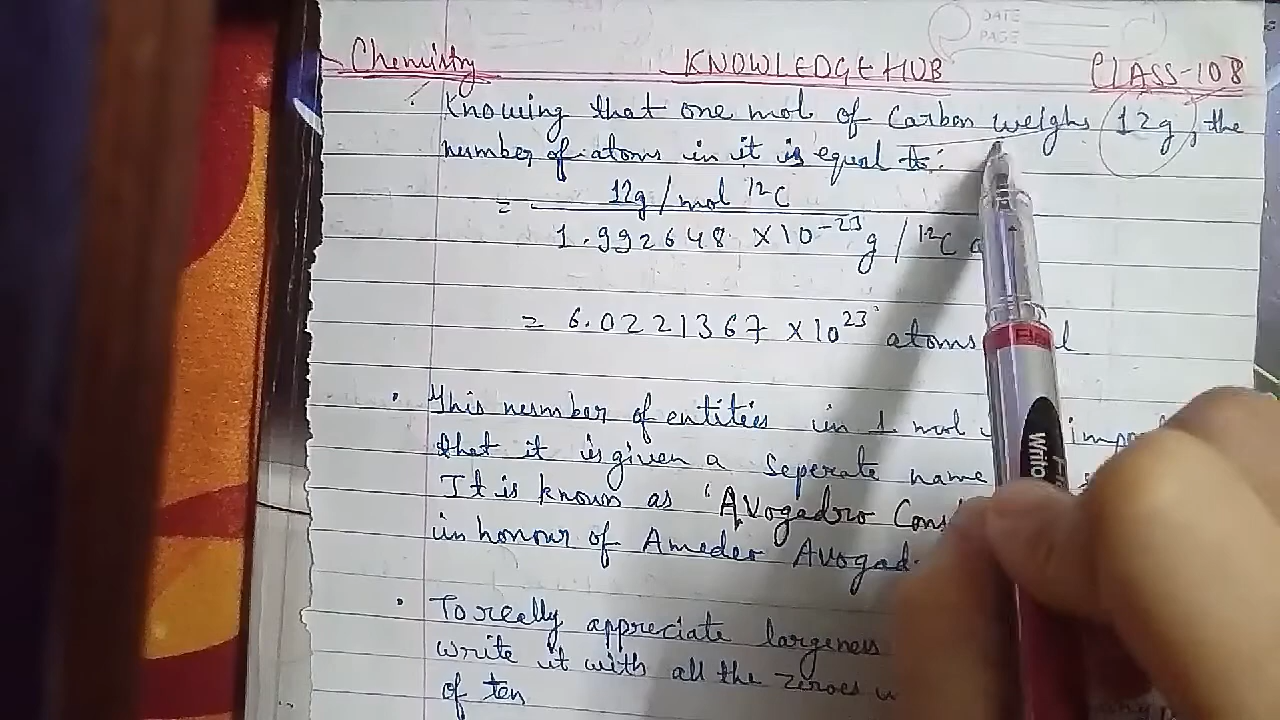 DATE
PAGE
Chemistry KNOWLEDGE HUB CLASS-108
Knowing that one mol of Carbon weighs 12g, the
number of atoms in it is equal to:
= 12g/mol ¹²C
1.992648 × 10⁻²³g / ¹²C a
= 6.0221367 × 10²³ atoms
This number of entities in 1 mol
that it is given a seperate name
It is known as 'Avogadro Cons
in honour of Amedeo Avogad
To really appreciate largeness
write it with all the zeroes
of ten